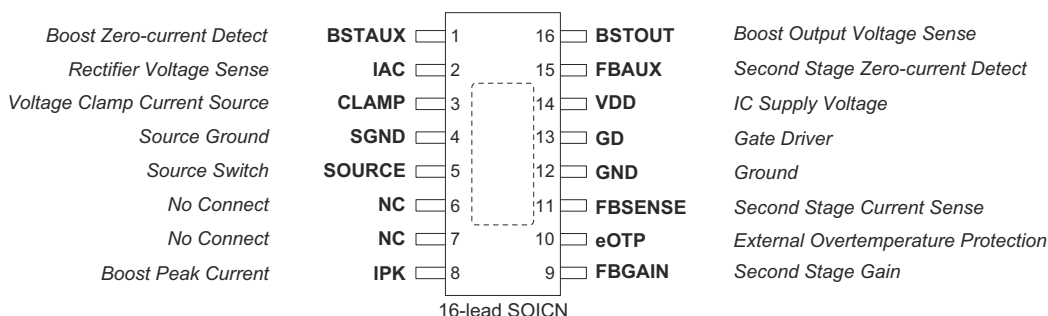 Boost Zero-current Detect BSTAUX 1 16 BSTOUT Boost Output Voltage Sense
Rectifier Voltage Sense IAC 2 15 FBAUX Second Stage Zero-current Detect
Voltage Clamp Current Source CLAMP 3 14 VDD IC Supply Voltage
Source Ground SGND 4 13 GD Gate Driver
Source Switch SOURCE 5 12 GND Ground
No Connect NC 6 11 FBSENSE Second Stage Current Sense
No Connect NC 7 10 eOTP External Overtemperature Protection
Boost Peak Current IPK 8 9 FBGAIN Second Stage Gain
16-lead SOICN